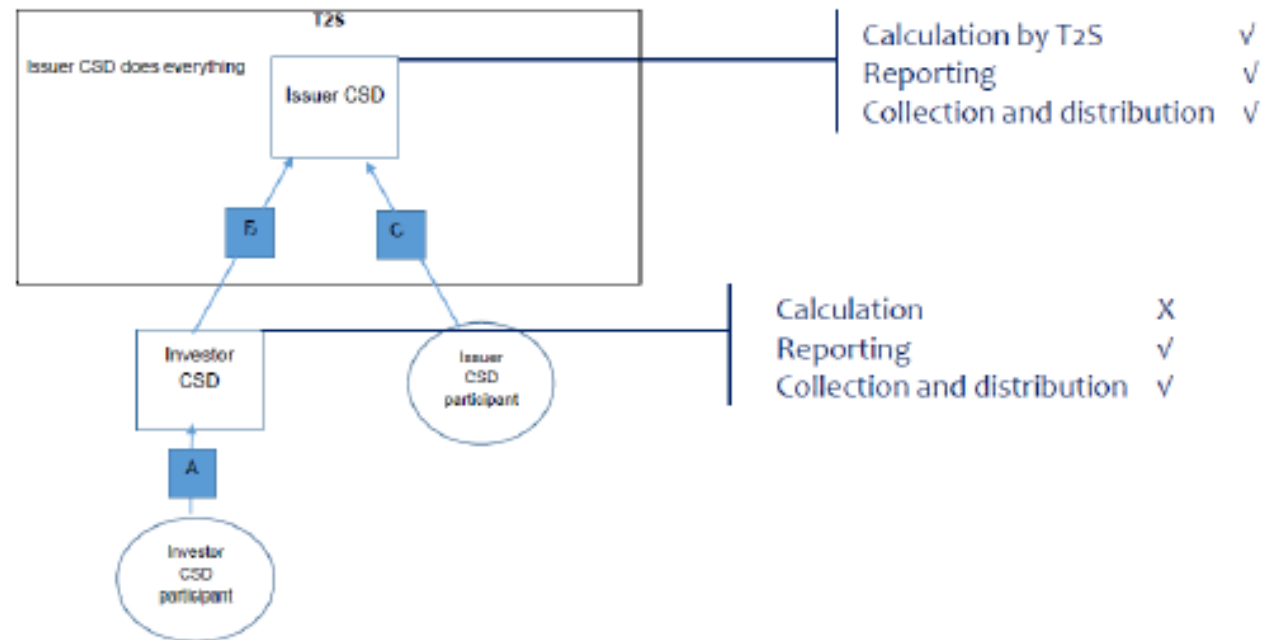 T2S
Issuer CSD does everything
Issuer CSD
Calculation by T2S √
Reporting √
Collection and distribution √
B
C
Investor
CSD
Issuer
CSD
participant
Calculation X
Reporting √
Collection and distribution √
A
Investor
CSD
participant